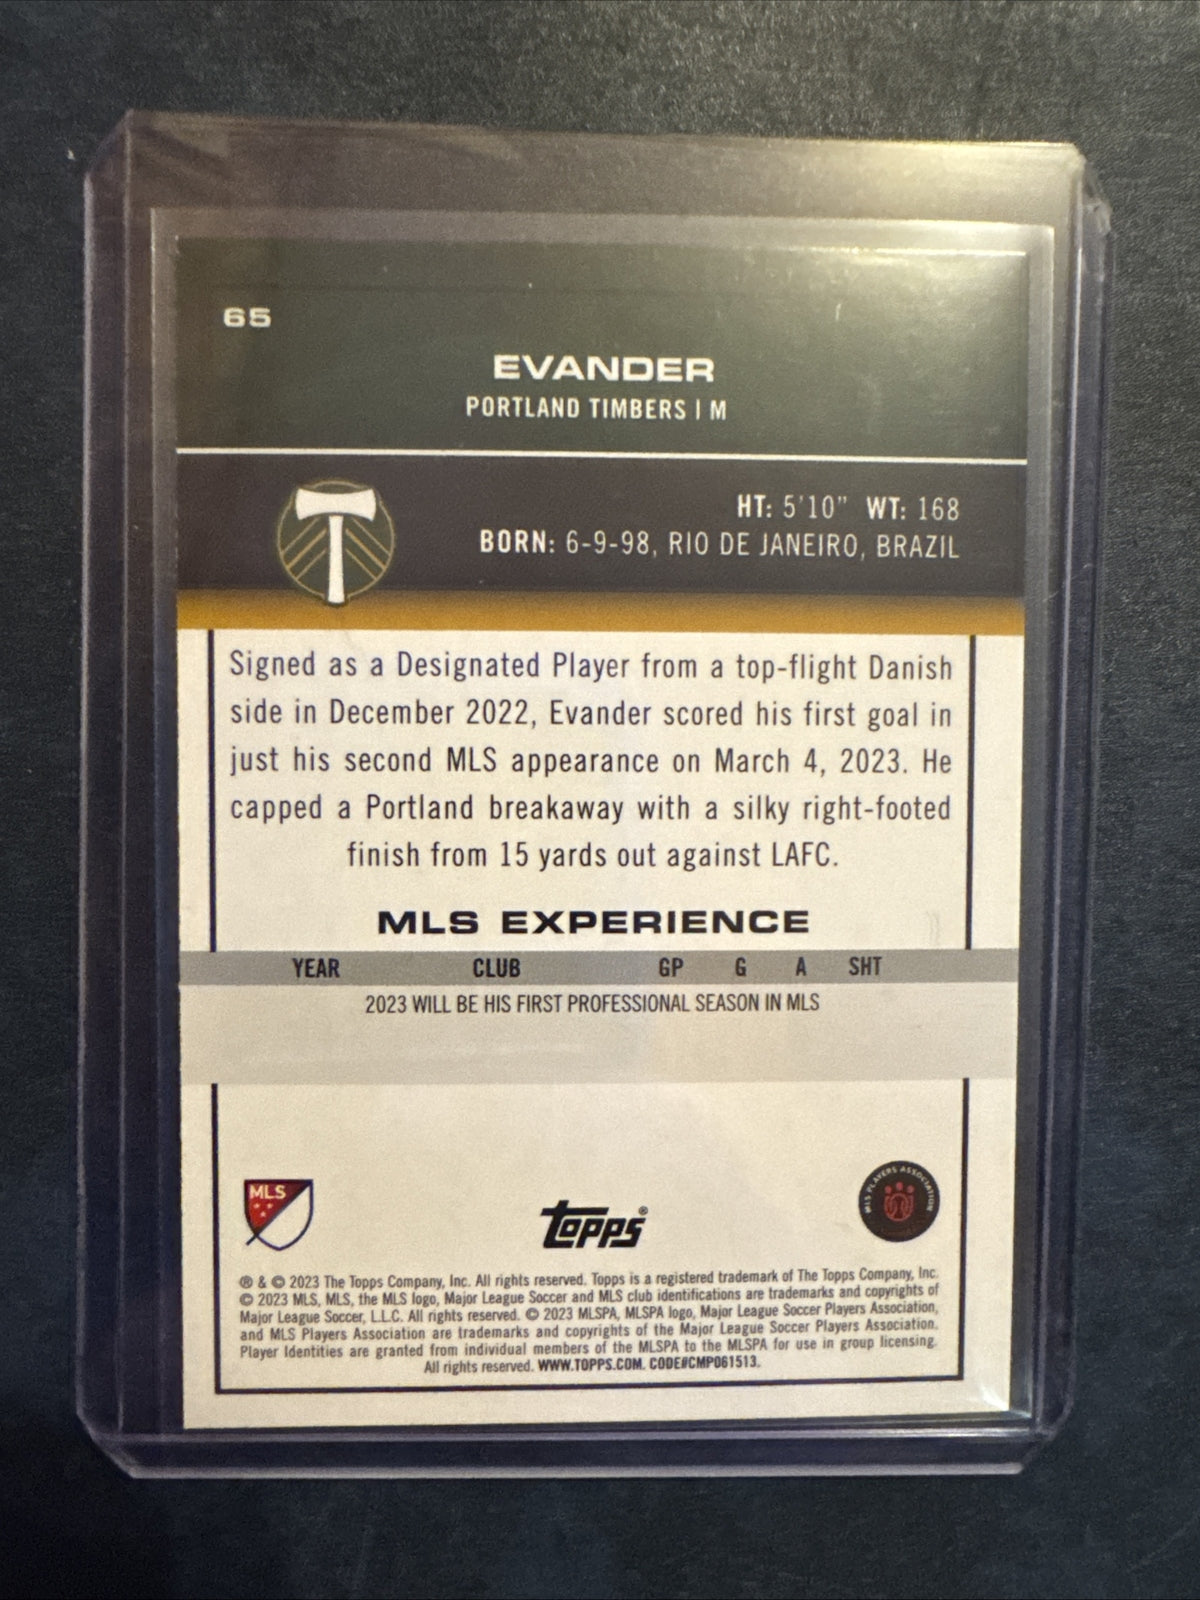 65
EVANDER
PORTLAND TIMBERS | M
HT: 5'10" WT: 168
BORN: 6-9-98, RIO DE JANEIRO, BRAZIL
Signed as a Designated Player from a top-flight Danish
side in December 2022, Evander scored his first goal in
just his second MLS appearance on March 4, 2023. He
capped a Portland breakaway with a silky right-footed
finish from 15 yards out against LAFC.
MLS EXPERIENCE
YEAR CLUB GP G A SHT
2023 WILL BE HIS FIRST PROFESSIONAL SEASON IN MLS
MLS
topps®
MLS PLAYERS ASSOCIATION
® & © 2023 The Topps Company, Inc. All rights reserved. Topps is a registered trademark of The Topps Company, Inc.
© 2023 MLS, MLS, the MLS logo, Major League Soccer and MLS club identifications are trademarks and copyrights of
Major League Soccer, L.L.C. All rights reserved. © 2023 MLSPA, MLSPA logo, Major League Soccer Players Association,
and MLS Players Association are trademarks and copyrights of the Major League Soccer Players Association.
Player Identities are granted from individual members of the MLSPA to the MLSPA for use in group licensing.
All rights reserved. WWW.TOPPS.COM. CODE#CMP061513.